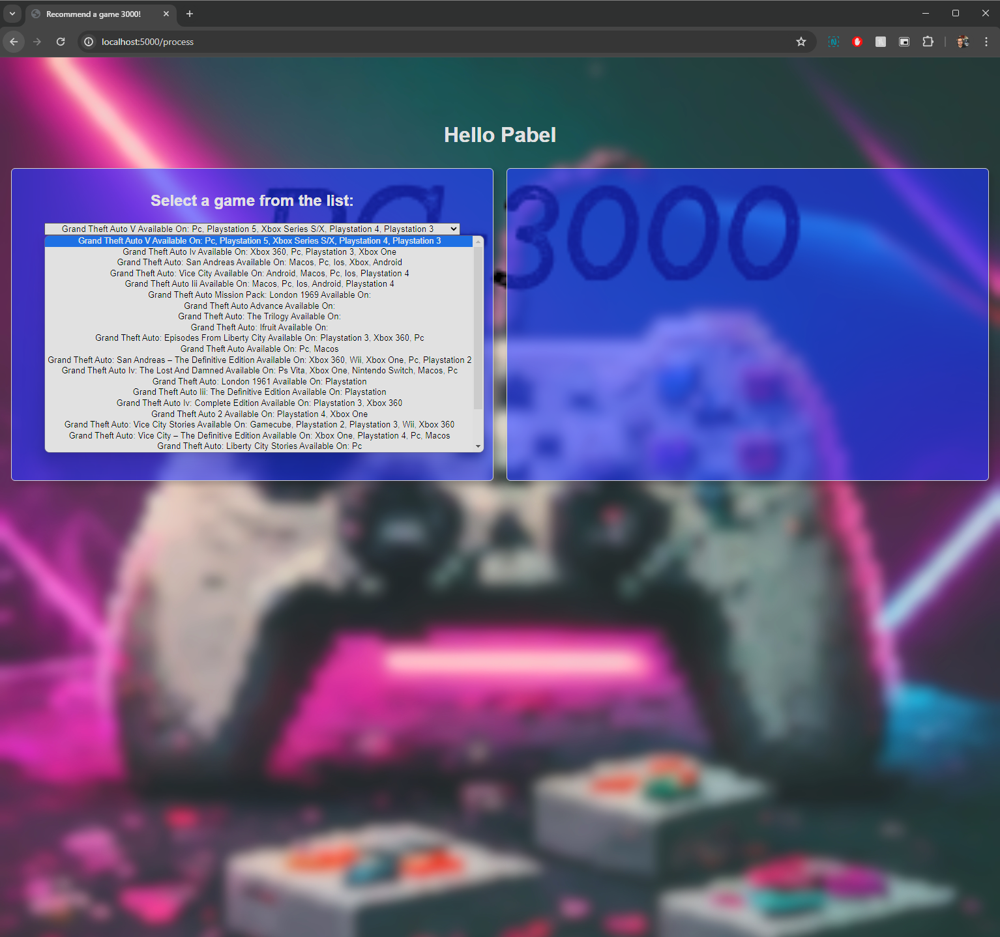 Recommend a game 3000!
localhost:5000/process
Hello Pabel
3000
Select a game from the list:
Grand Theft Auto V Available On: Pc, Playstation 5, Xbox Series S/X, Playstation 4, Playstation 3
Grand Theft Auto V Available On: Pc, Playstation 5, Xbox Series S/X, Playstation 4, Playstation 3
Grand Theft Auto Iv Available On: Xbox 360, Pc, Playstation 3, Xbox One
Grand Theft Auto: San Andreas Available On: Macos, Pc, Ios, Xbox, Android
Grand Theft Auto: Vice City Available On: Android, Macos, Pc, Ios, Playstation 4
Grand Theft Auto Iii Available On: Macos, Pc, Ios, Android, Playstation 4
Grand Theft Auto Mission Pack: London 1969 Available On:
Grand Theft Auto Advance Available On:
Grand Theft Auto: The Trilogy Available On:
Grand Theft Auto: Ifruit Available On:
Grand Theft Auto: Episodes From Liberty City Available On: Playstation 3, Xbox 360, Pc
Grand Theft Auto Available On: Pc, Macos
Grand Theft Auto: San Andreas – The Definitive Edition Available On: Xbox 360, Wii, Xbox One, Pc, Playstation 2
Grand Theft Auto Iv: The Lost And Damned Available On: Ps Vita, Xbox One, Nintendo Switch, Macos, Pc
Grand Theft Auto: London 1961 Available On: Playstation
Grand Theft Auto Iii: The Definitive Edition Available On: Playstation
Grand Theft Auto Iv: Complete Edition Available On: Playstation 3, Xbox 360
Grand Theft Auto 2 Available On: Playstation 4, Xbox One
Grand Theft Auto: Vice City Stories Available On: Gamecube, Playstation 2, Playstation 3, Wii, Xbox 360
Grand Theft Auto: Vice City – The Definitive Edition Available On: Xbox One, Playstation 4, Pc, Macos
Grand Theft Auto: Liberty City Stories Available On: Pc